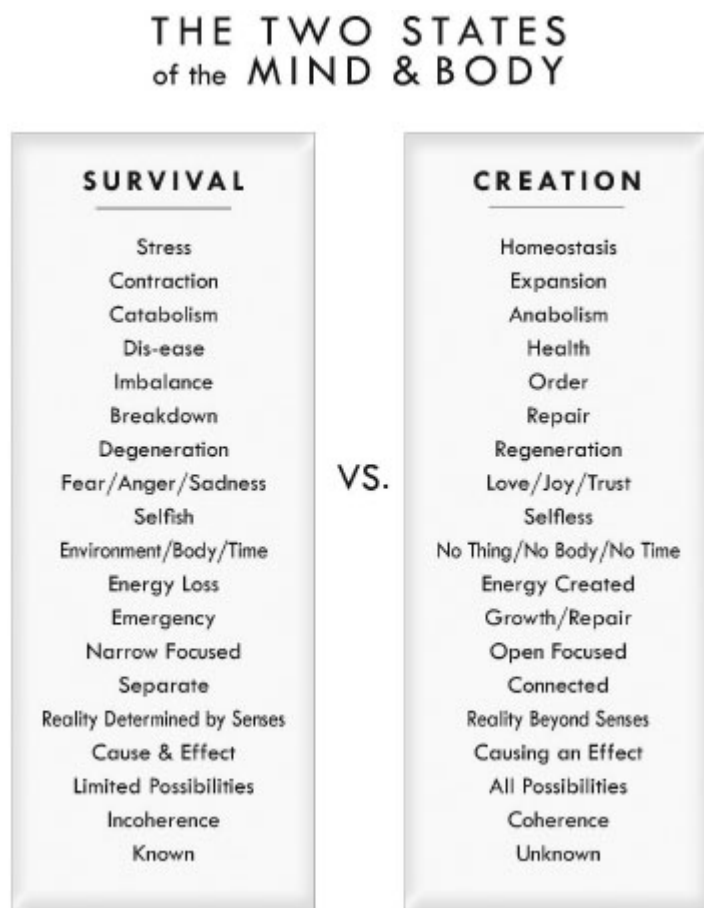 THE TWO STATES
of the MIND & BODY
SURVIVAL
Stress
Contraction
Catabolism
Dis-ease
Imbalance
Breakdown
Degeneration
Fear/Anger/Sadness
Selfish
Environment/Body/Time
Energy Loss
Emergency
Narrow Focused
Separate
Reality Determined by Senses
Cause & Effect
Limited Possibilities
Incoherence
Known
VS.
CREATION
Homeostasis
Expansion
Anabolism
Health
Order
Repair
Regeneration
Love/Joy/Trust
Selfless
No Thing/No Body/No Time
Energy Created
Growth/Repair
Open Focused
Connected
Reality Beyond Senses
Causing an Effect
All Possibilities
Coherence
Unknown